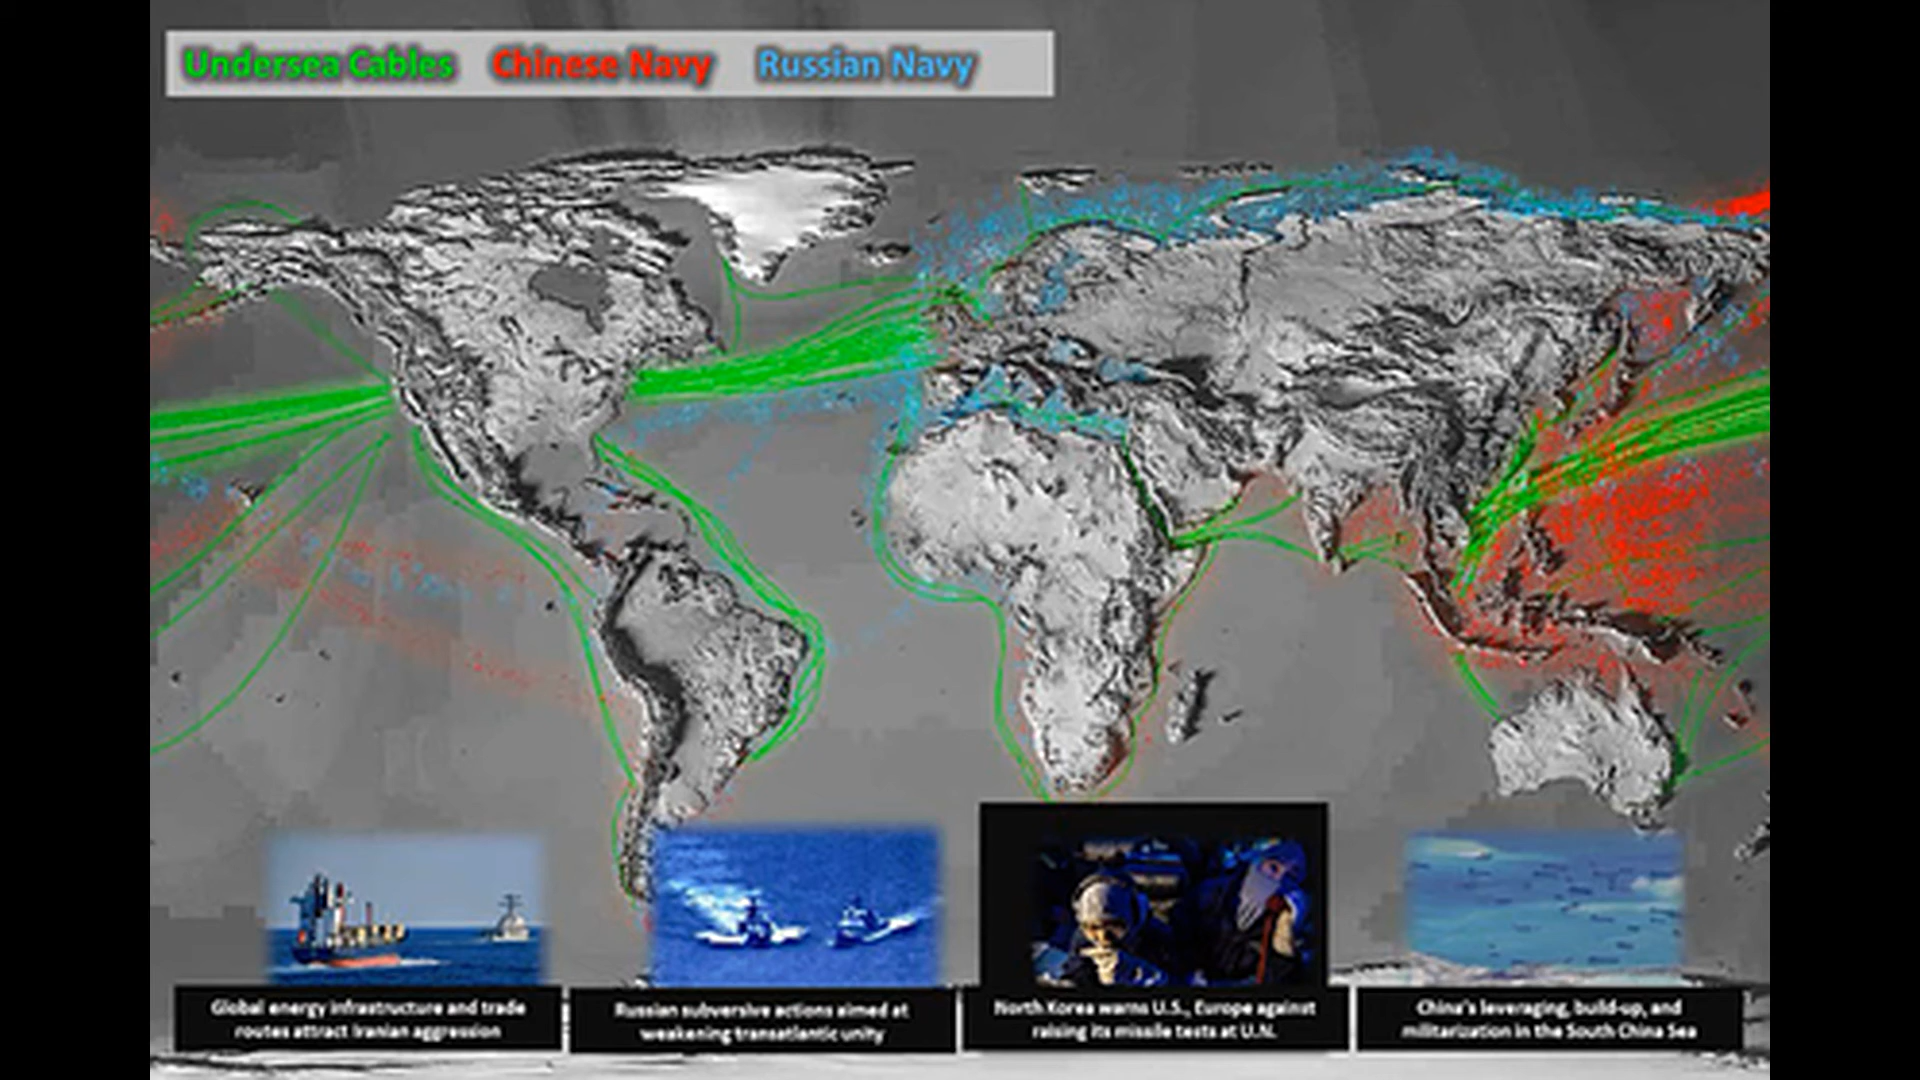 Undersea Cables Chinese Navy Russian Navy
Global energy infrastructure and trade
routes attract Iranian aggression
Russian subversive actions aimed at
weakening transatlantic unity
North Korea warns U.S., Europe against
raising its missile tests at U.N.
China's leveraging, build-up, and
militarization in the South China Sea